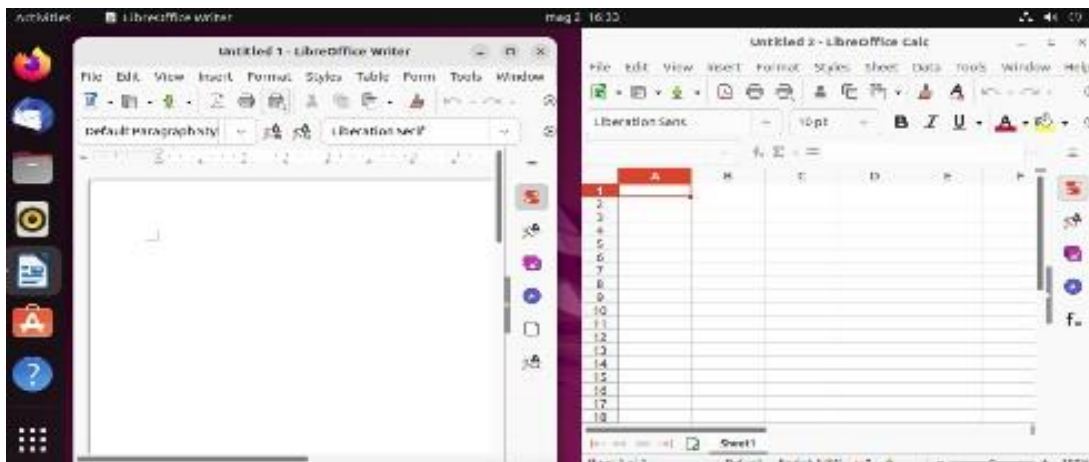 Activities LibreOffice Writer mag 2 16:33
Untitled 1 - LibreOffice Writer
File Edit View Insert Format Styles Table Form Tools Window
Default Paragraph Styl Liberation Serif
Untitled 2 - LibreOffice Calc
File Edit View Insert Format Styles Sheet Data Tools Window Help
Liberation Sans 10 pt B I U A
A B C D E F
1
2
3
4
5
6
7
8
9
10
11
12
13
14
15
16
17
18
Sheet1